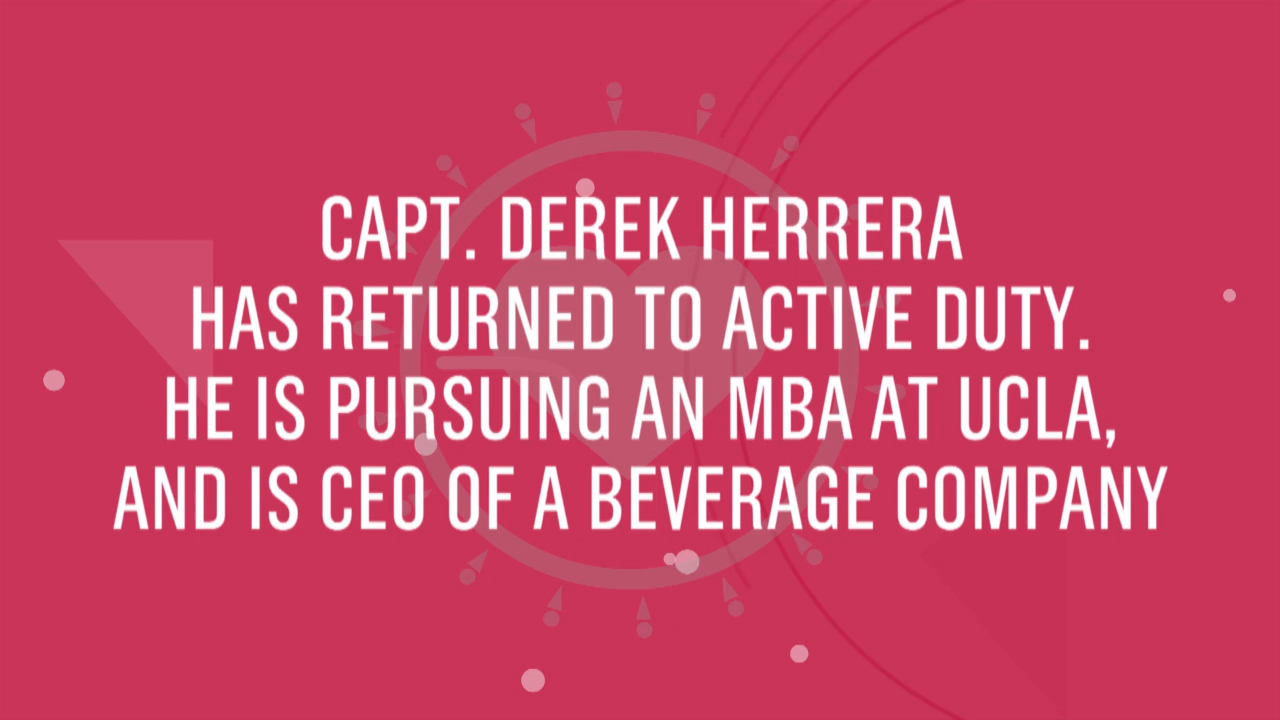 CAPT. DEREK HERRERA
HAS RETURNED TO ACTIVE DUTY.
HE IS PURSUING AN MBA AT UCLA,
AND IS CEO OF A BEVERAGE COMPANY